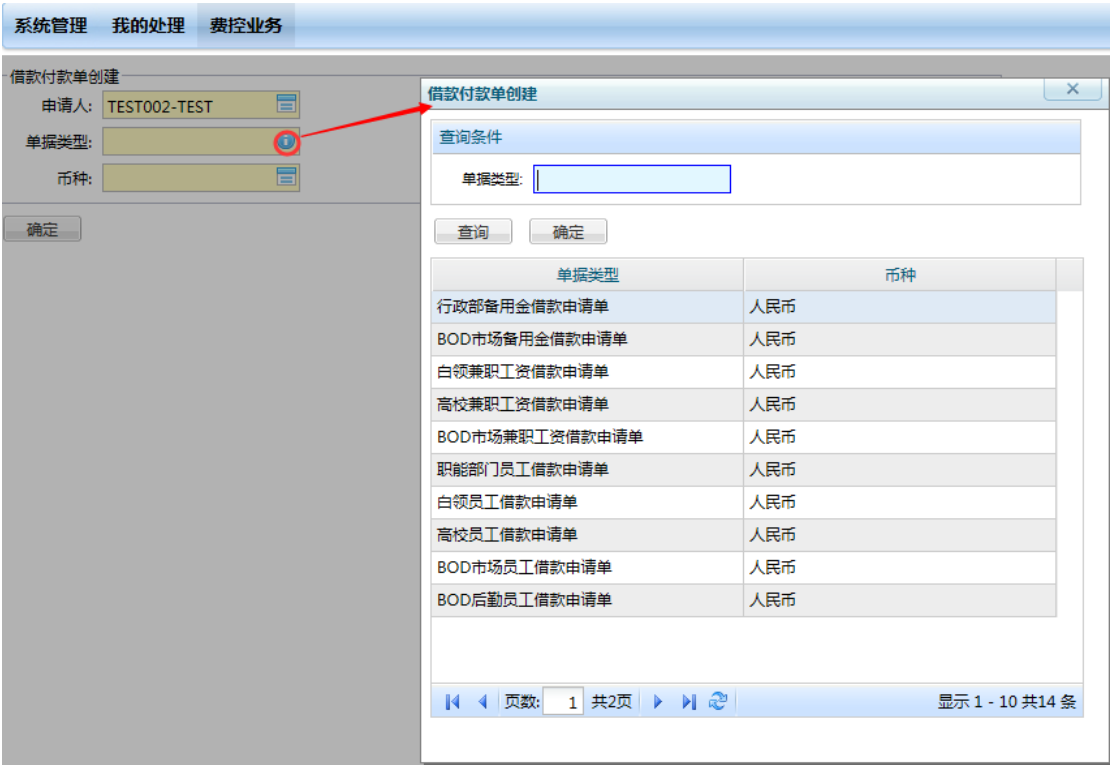 系统管理 我的处理 费控业务
借款付款单创建
申请人: TEST002-TEST
单据类型:
币种:
确定
借款付款单创建
查询条件
单据类型:
查询 确定
单据类型 币种
行政部备用金借款申请单 人民币
BOD市场备用金借款申请单 人民币
白领兼职工资借款申请单 人民币
高校兼职工资借款申请单 人民币
BOD市场兼职工资借款申请单 人民币
职能部门员工借款申请单 人民币
白领员工借款申请单 人民币
高校员工借款申请单 人民币
BOD市场员工借款申请单 人民币
BOD后勤员工借款申请单 人民币
页数: 1 共2页 显示 1 - 10 共14 条